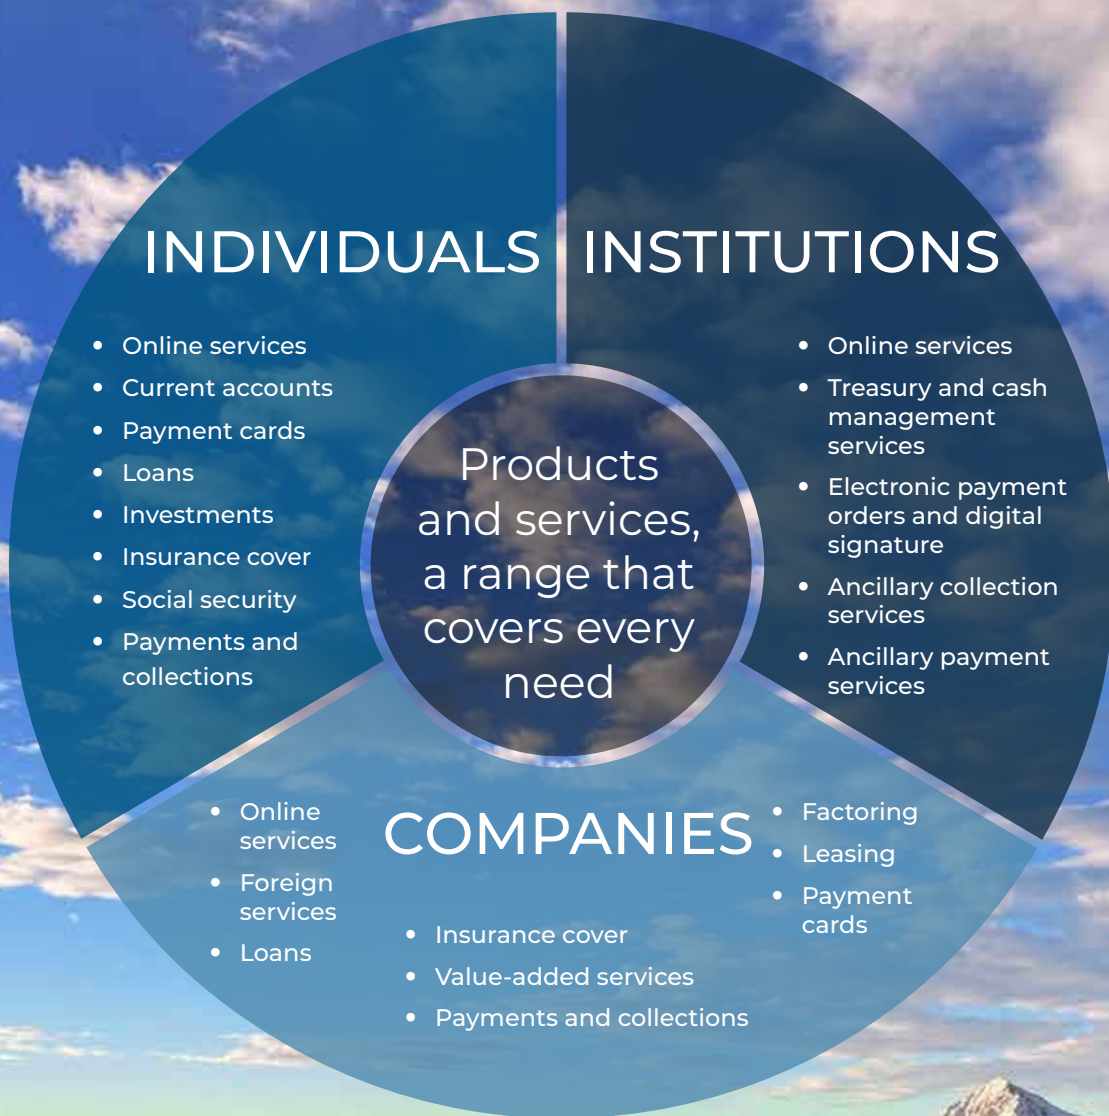 INDIVIDUALS
• Online services
• Current accounts
• Payment cards
• Loans
• Investments
• Insurance cover
• Social security
• Payments and
collections
INSTITUTIONS
• Online services
• Treasury and cash
management
services
• Electronic payment
orders and digital
signature
• Ancillary collection
services
• Ancillary payment
services
Products
and services,
a range that
covers every
need
COMPANIES
• Online
services
• Foreign
services
• Loans
• Insurance cover
• Value-added services
• Payments and collections
• Factoring
• Leasing
• Payment
cards